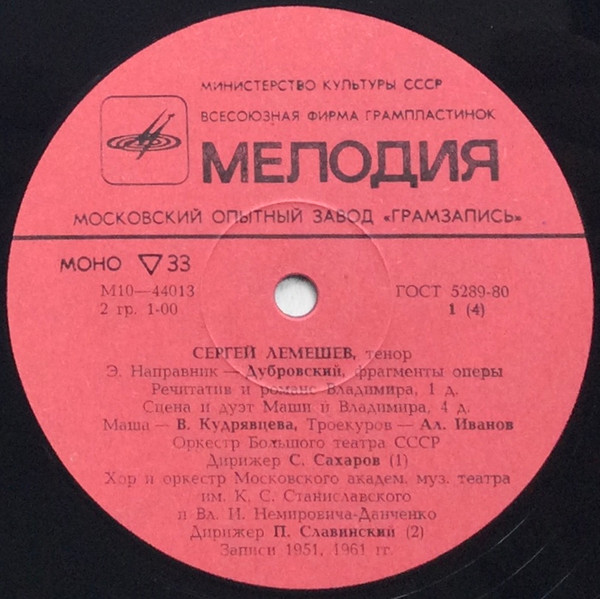 МИНИСТЕРСТВО КУЛЬТУРЫ СССР
ВСЕСОЮЗНАЯ ФИРМА ГРАМПЛАСТИНОК
МЕЛОДИЯ
МОСКОВСКИЙ ОПЫТНЫЙ ЗАВОД «ГРАМЗАПИСЬ»
МОНО 33
М10—44013 ГОСТ 5289-80
2 гр. 1-00 1 (4)
СЕРГЕЙ ЛЕМЕШЕВ, тенор
Э. Направник — Дубровский, фрагменты оперы
Речитатив и романс Владимира, 1 д.
Сцена и дуэт Маши и Владимира, 4 д.
Маша — В. Кудрявцева, Троекуров — Ал. Иванов
Оркестр Большого театра СССР
Дирижер С. Сахаров (1)
Хор и оркестр Московского академ. муз. театра
им. К. С. Станиславского
и Вл. И. Немировича-Данченко
Дирижер П. Славинский (2)
Записи 1951, 1961 гг.